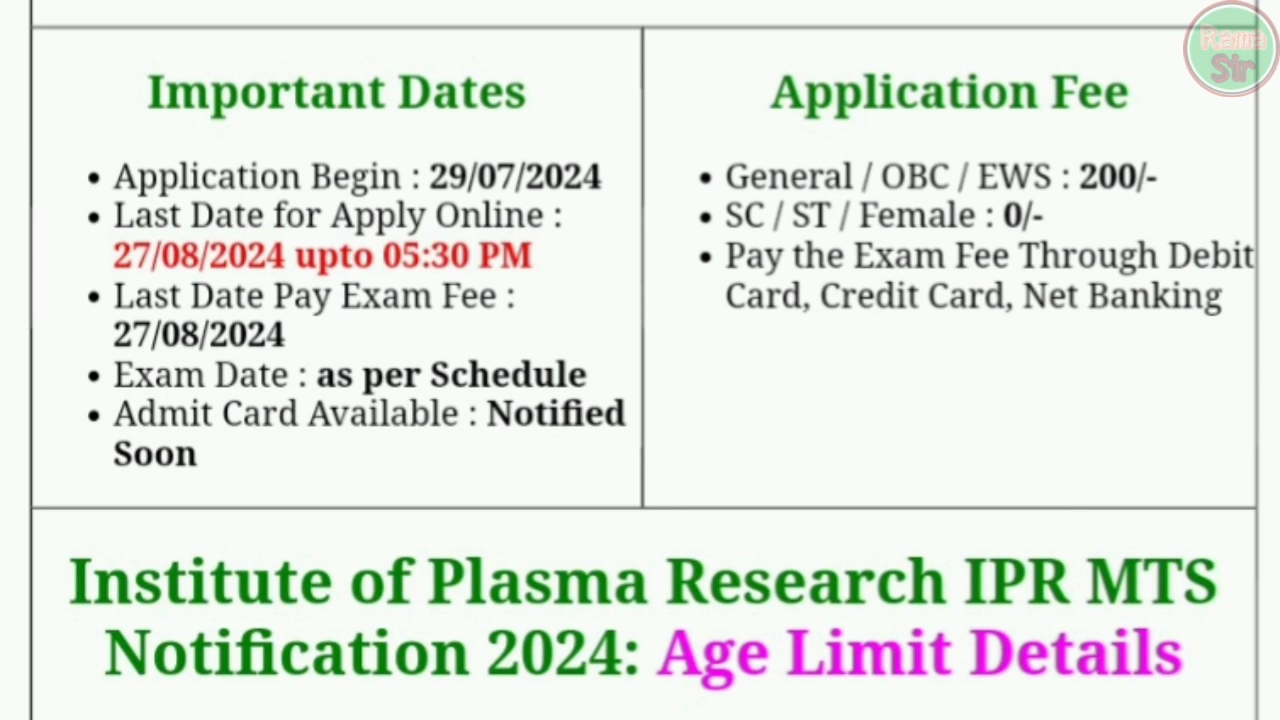 Rama
Sir
Important Dates
• Application Begin : 29/07/2024
• Last Date for Apply Online :
27/08/2024 upto 05:30 PM
• Last Date Pay Exam Fee :
27/08/2024
• Exam Date : as per Schedule
• Admit Card Available : Notified
Soon
Application Fee
• General / OBC / EWS : 200/-
• SC / ST / Female : 0/-
• Pay the Exam Fee Through Debit
Card, Credit Card, Net Banking
Institute of Plasma Research IPR MTS
Notification 2024: Age Limit Details